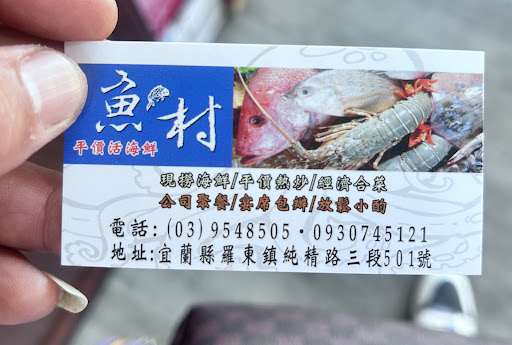 魚村
平價活海鮮
現撈海鮮/平價熱炒/經濟合菜
公司聚餐/宴席包辦/放鬆小酌
電話:(03)9548505·0930745121
地址:宜蘭縣羅東鎮純精路三段501號